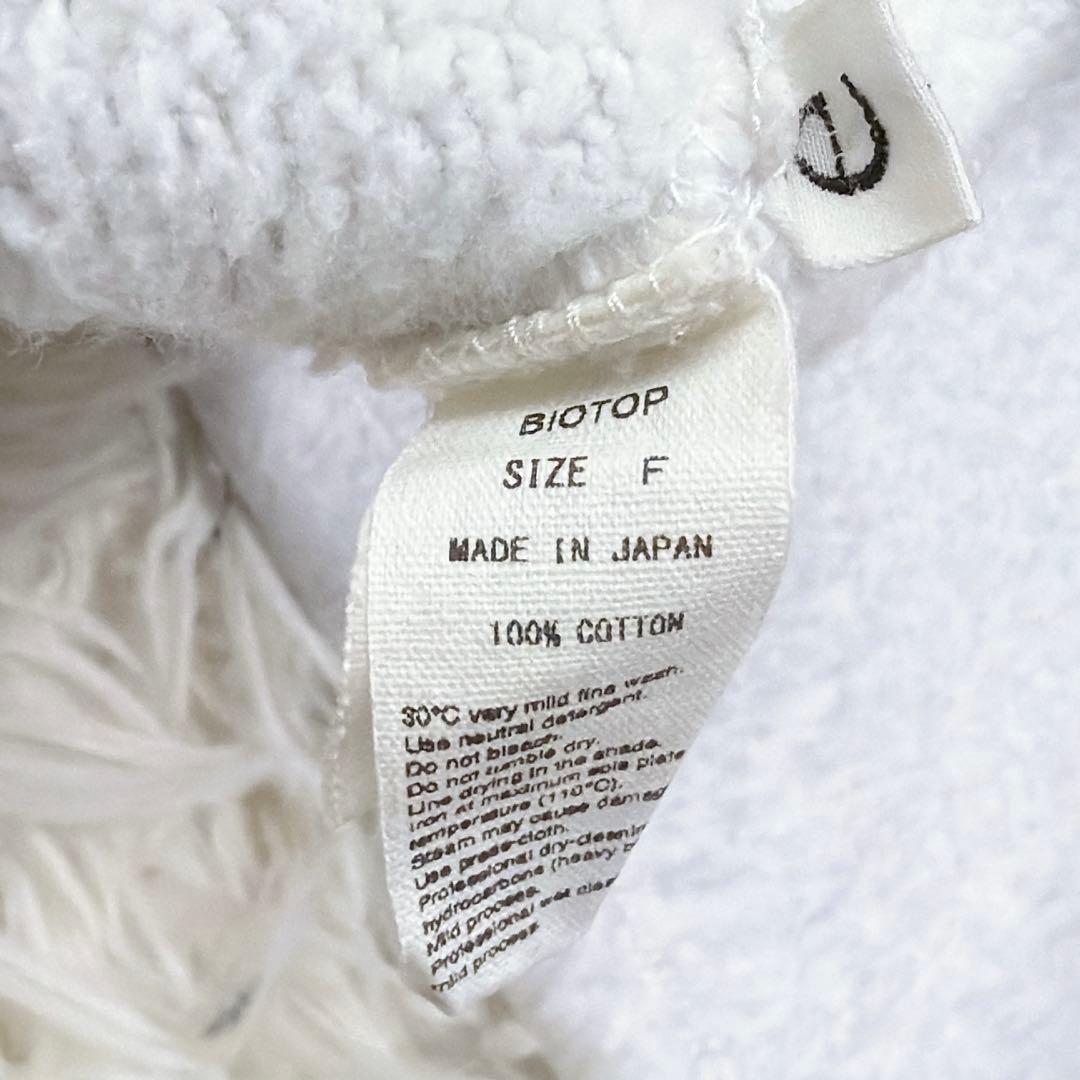 e
BIOTOP
SIZE F
MADE IN JAPAN
100% COTTON
30°C very mild fine wash.
Use neutral detergent.
Do not bleach.
Do not tumble dry.
Line drying in the shade.
Iron at maximum sole plate
temperature (110°C).
Steam may cause damag
Use press-cloth.
Professional dry-cleanin
hydrocarbons (heavy b
Mild process.
Professional wet clea
mild process.